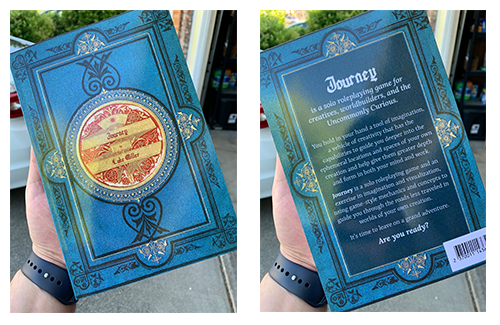 Journey
Luke Miller
Journey
is a solo roleplaying game for
creatives, worldbuilders, and the
Uncommonly Curious.
You hold in your hand a tool of imagination,
a vehicle of creativity that has the
capabilities to guide your pen into the
ephemeral locations and spaces of your own
creation and help give them greater depth
and form in both your mind and work.
Journey is a solo roleplaying game and an
exercise in imagination and visualization,
using game-style mechanics and concepts to
guide you through the roads less traveled in
worlds of your own creation.
It's time to leave on a grand adventure.
Are you ready?